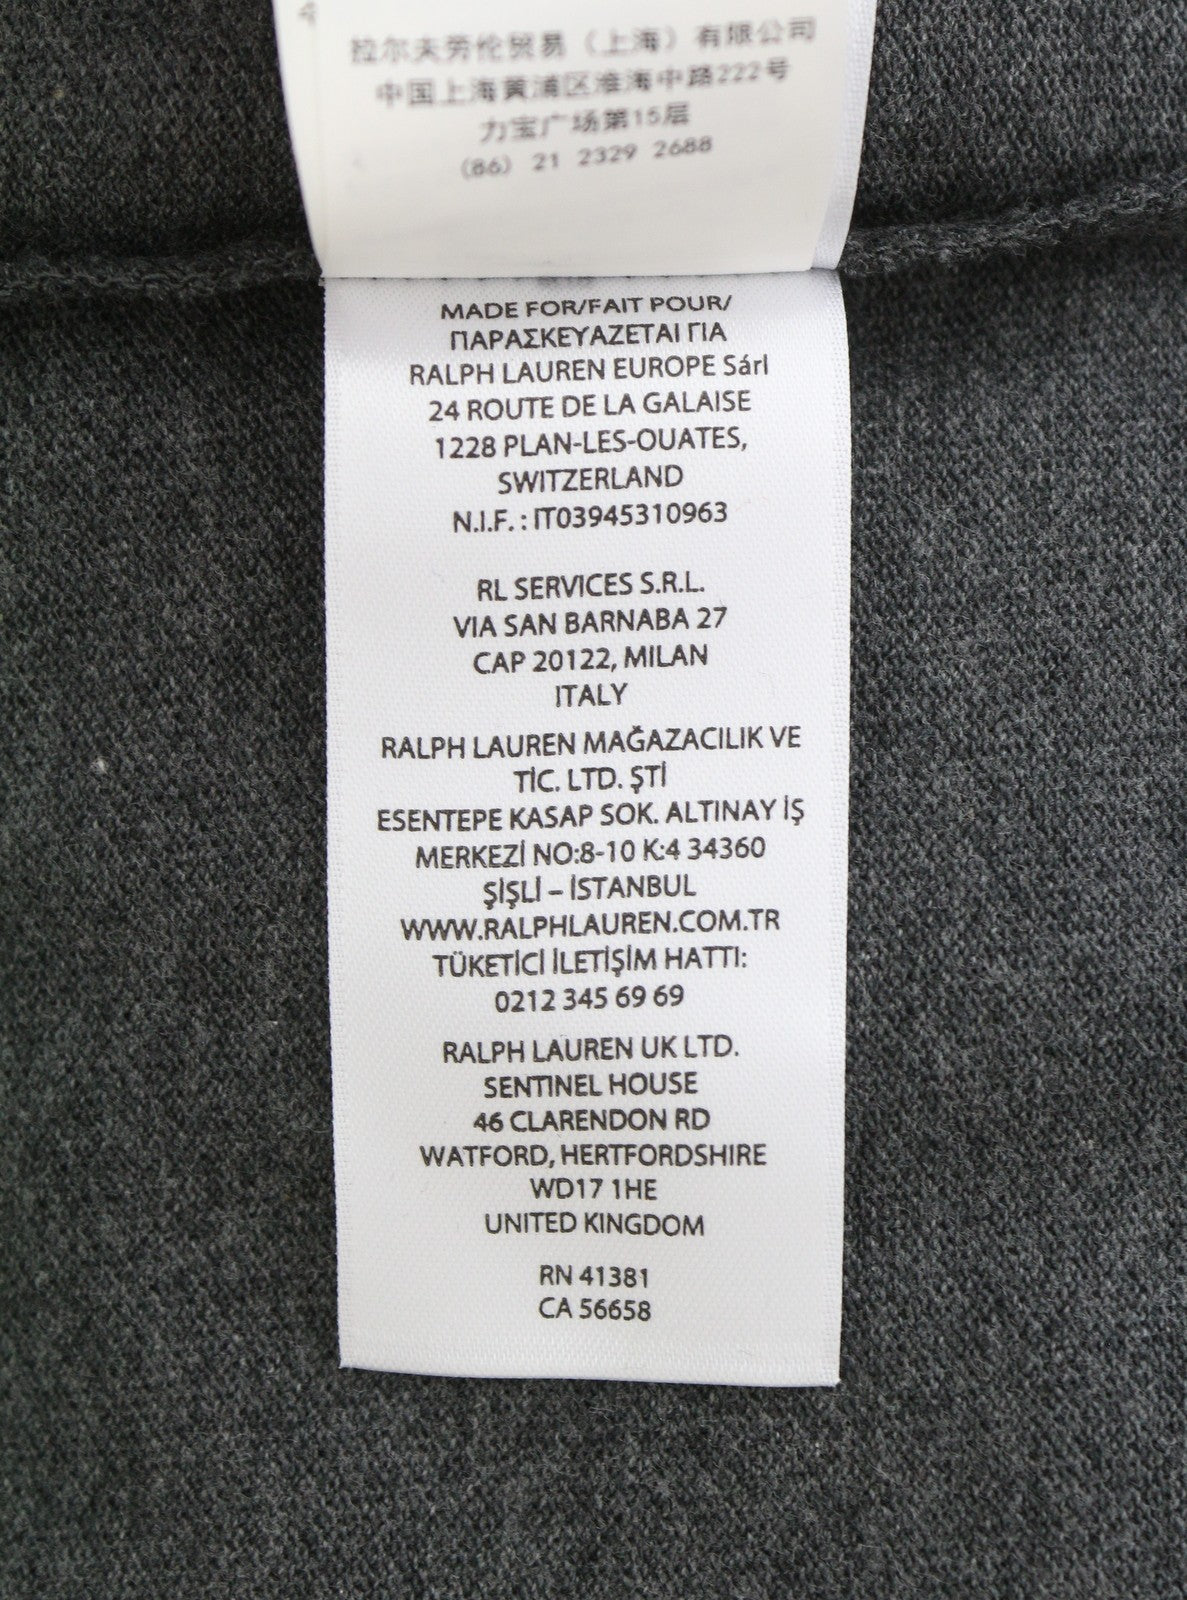 拉尔夫劳伦贸易（上海）有限公司
中国上海黄浦区淮海中路222号
力宝广场第15层
(86) 21 2329 2688
MADE FOR/FAIT POUR/
ΠΑΡΑΣΚΕΥΑΖΕΤΑΙ ΓΙΑ
RALPH LAUREN EUROPE Sárl
24 ROUTE DE LA GALAISE
1228 PLAN-LES-OUATES,
SWITZERLAND
N.I.F. : IT03945310963
RL SERVICES S.R.L.
VIA SAN BARNABA 27
CAP 20122, MILAN
ITALY
RALPH LAUREN MAĞAZACILIK VE
TİC. LTD. ŞTİ
ESENTEPE KASAP SOK. ALTINAY İŞ
MERKEZİ NO:8-10 K:4 34360
ŞİŞLİ – İSTANBUL
WWW.RALPHLAUREN.COM.TR
TÜKETİCİ İLETİŞİM HATTI:
0212 345 69 69
RALPH LAUREN UK LTD.
SENTINEL HOUSE
46 CLARENDON RD
WATFORD, HERTFORDSHIRE
WD17 1HE
UNITED KINGDOM
RN 41381
CA 56658